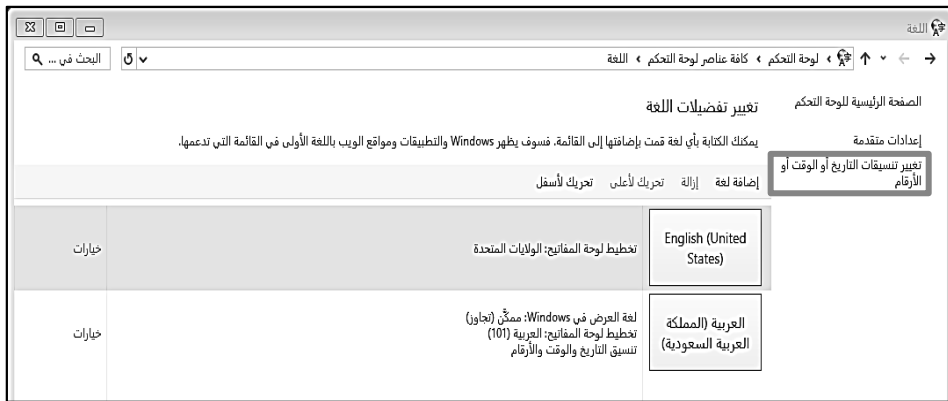 اللغة
لوحة التحكم › كافة عناصر لوحة التحكم › اللغة
البحث في ...
الصفحة الرئيسية للوحة التحكم
إعدادات متقدمة
تغيير تنسيقات التاريخ أو الوقت أو
الأرقام
تغيير تفضيلات اللغة
يمكنك الكتابة بأي لغة قمت بإضافتها إلى القائمة. فسوف يظهر Windows والتطبيقات ومواقع الويب باللغة الأولى في القائمة التي تدعمها.
إضافة لغة إزالة تحريك لأعلى تحريك لأسفل
English (United
States)
تخطيط لوحة المفاتيح: الولايات المتحدة
خيارات
العربية (المملكة
العربية السعودية)
لغة العرض في Windows: ممكَّن (تجاوز)
تخطيط لوحة المفاتيح: العربية (101)
تنسيق التاريخ والوقت والأرقام
خيارات